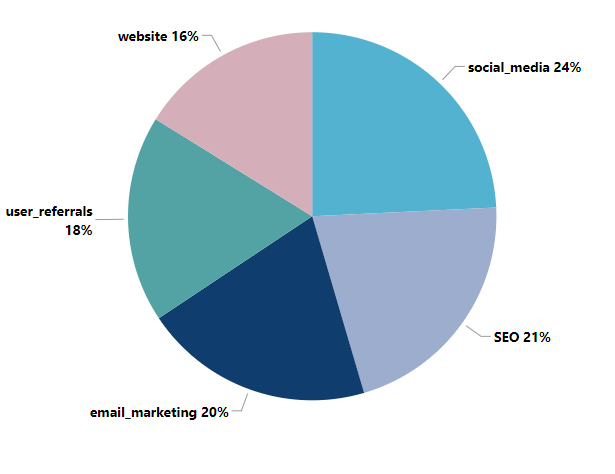 website 16%
social_media 24%
user_referrals
18%
SEO 21%
email_marketing 20%